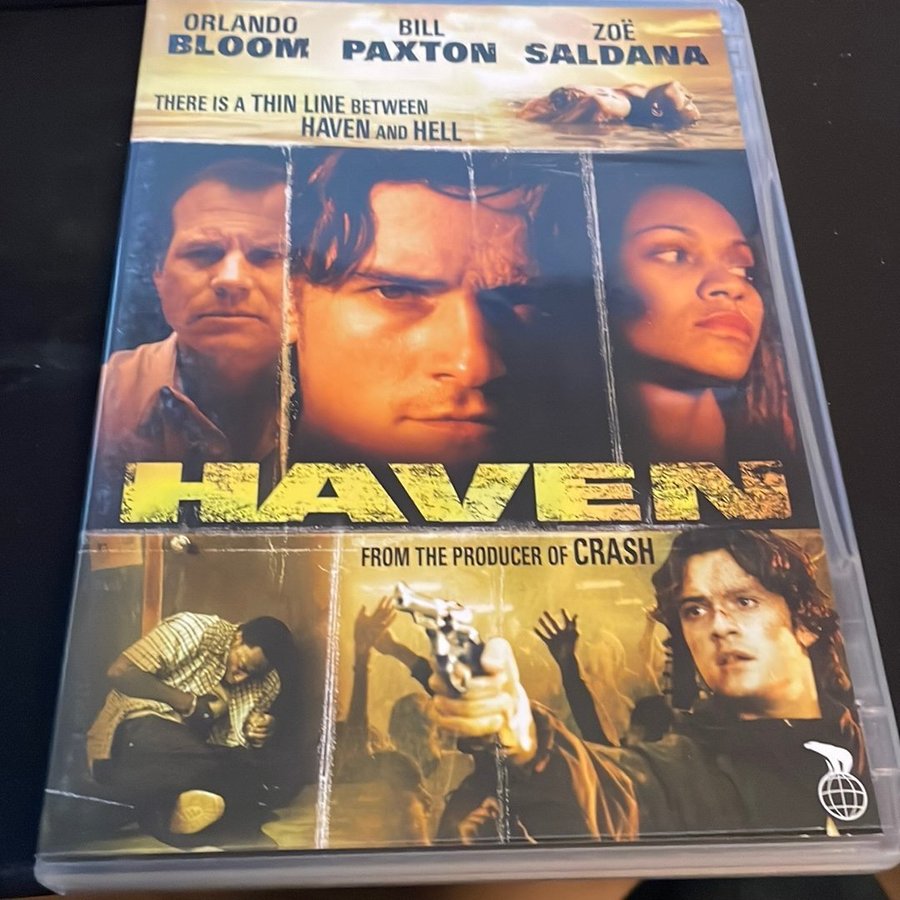 ORLANDO BLOOM
BILL PAXTON
ZOË SALDANA
THERE IS A THIN LINE BETWEEN
HAVEN AND HELL
HAVEN
FROM THE PRODUCER OF CRASH